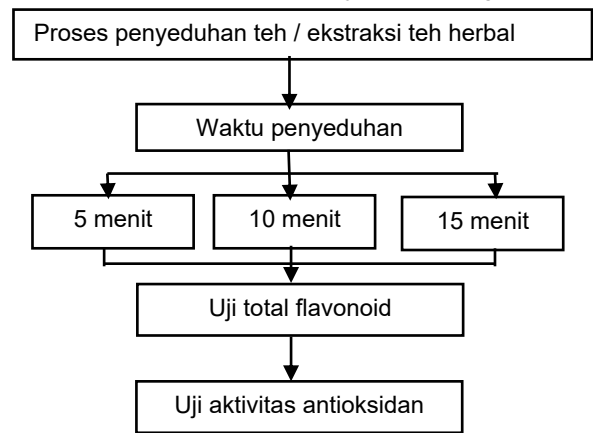 Proses penyeduhan teh / ekstraksi teh herbal
Waktu penyeduhan
5 menit
10 menit
15 menit
Uji total flavonoid
Uji aktivitas antioksidan